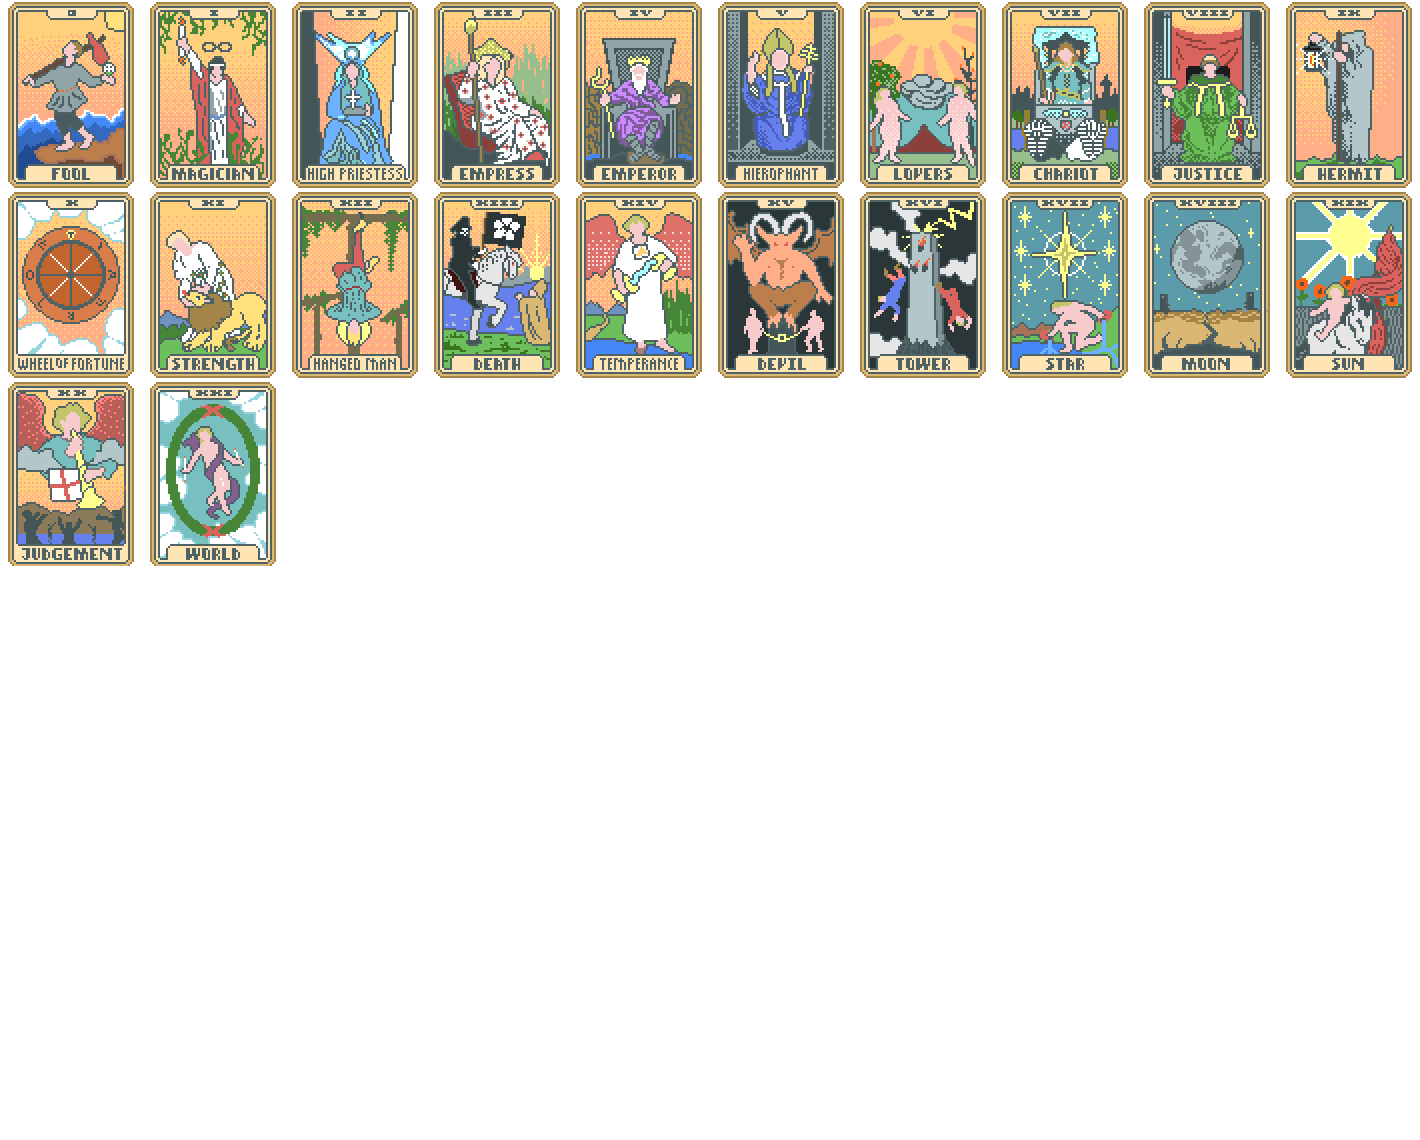 0 I II III IV V VI VII VIII IX
FOOL MAGICIAN HIGH PRIESTESS EMPRESS EMPEROR HIEROPHANT LOVERS CHARIOT JUSTICE HERMIT
X XI XII XIII XIV XV XVI XVII XVIII XIX
WHEEL OF FORTUNE STRENGTH HANGED MAN DEATH TEMPERANCE DEVIL TOWER STAR MOON SUN
XX XXI
JUDGEMENT WORLD